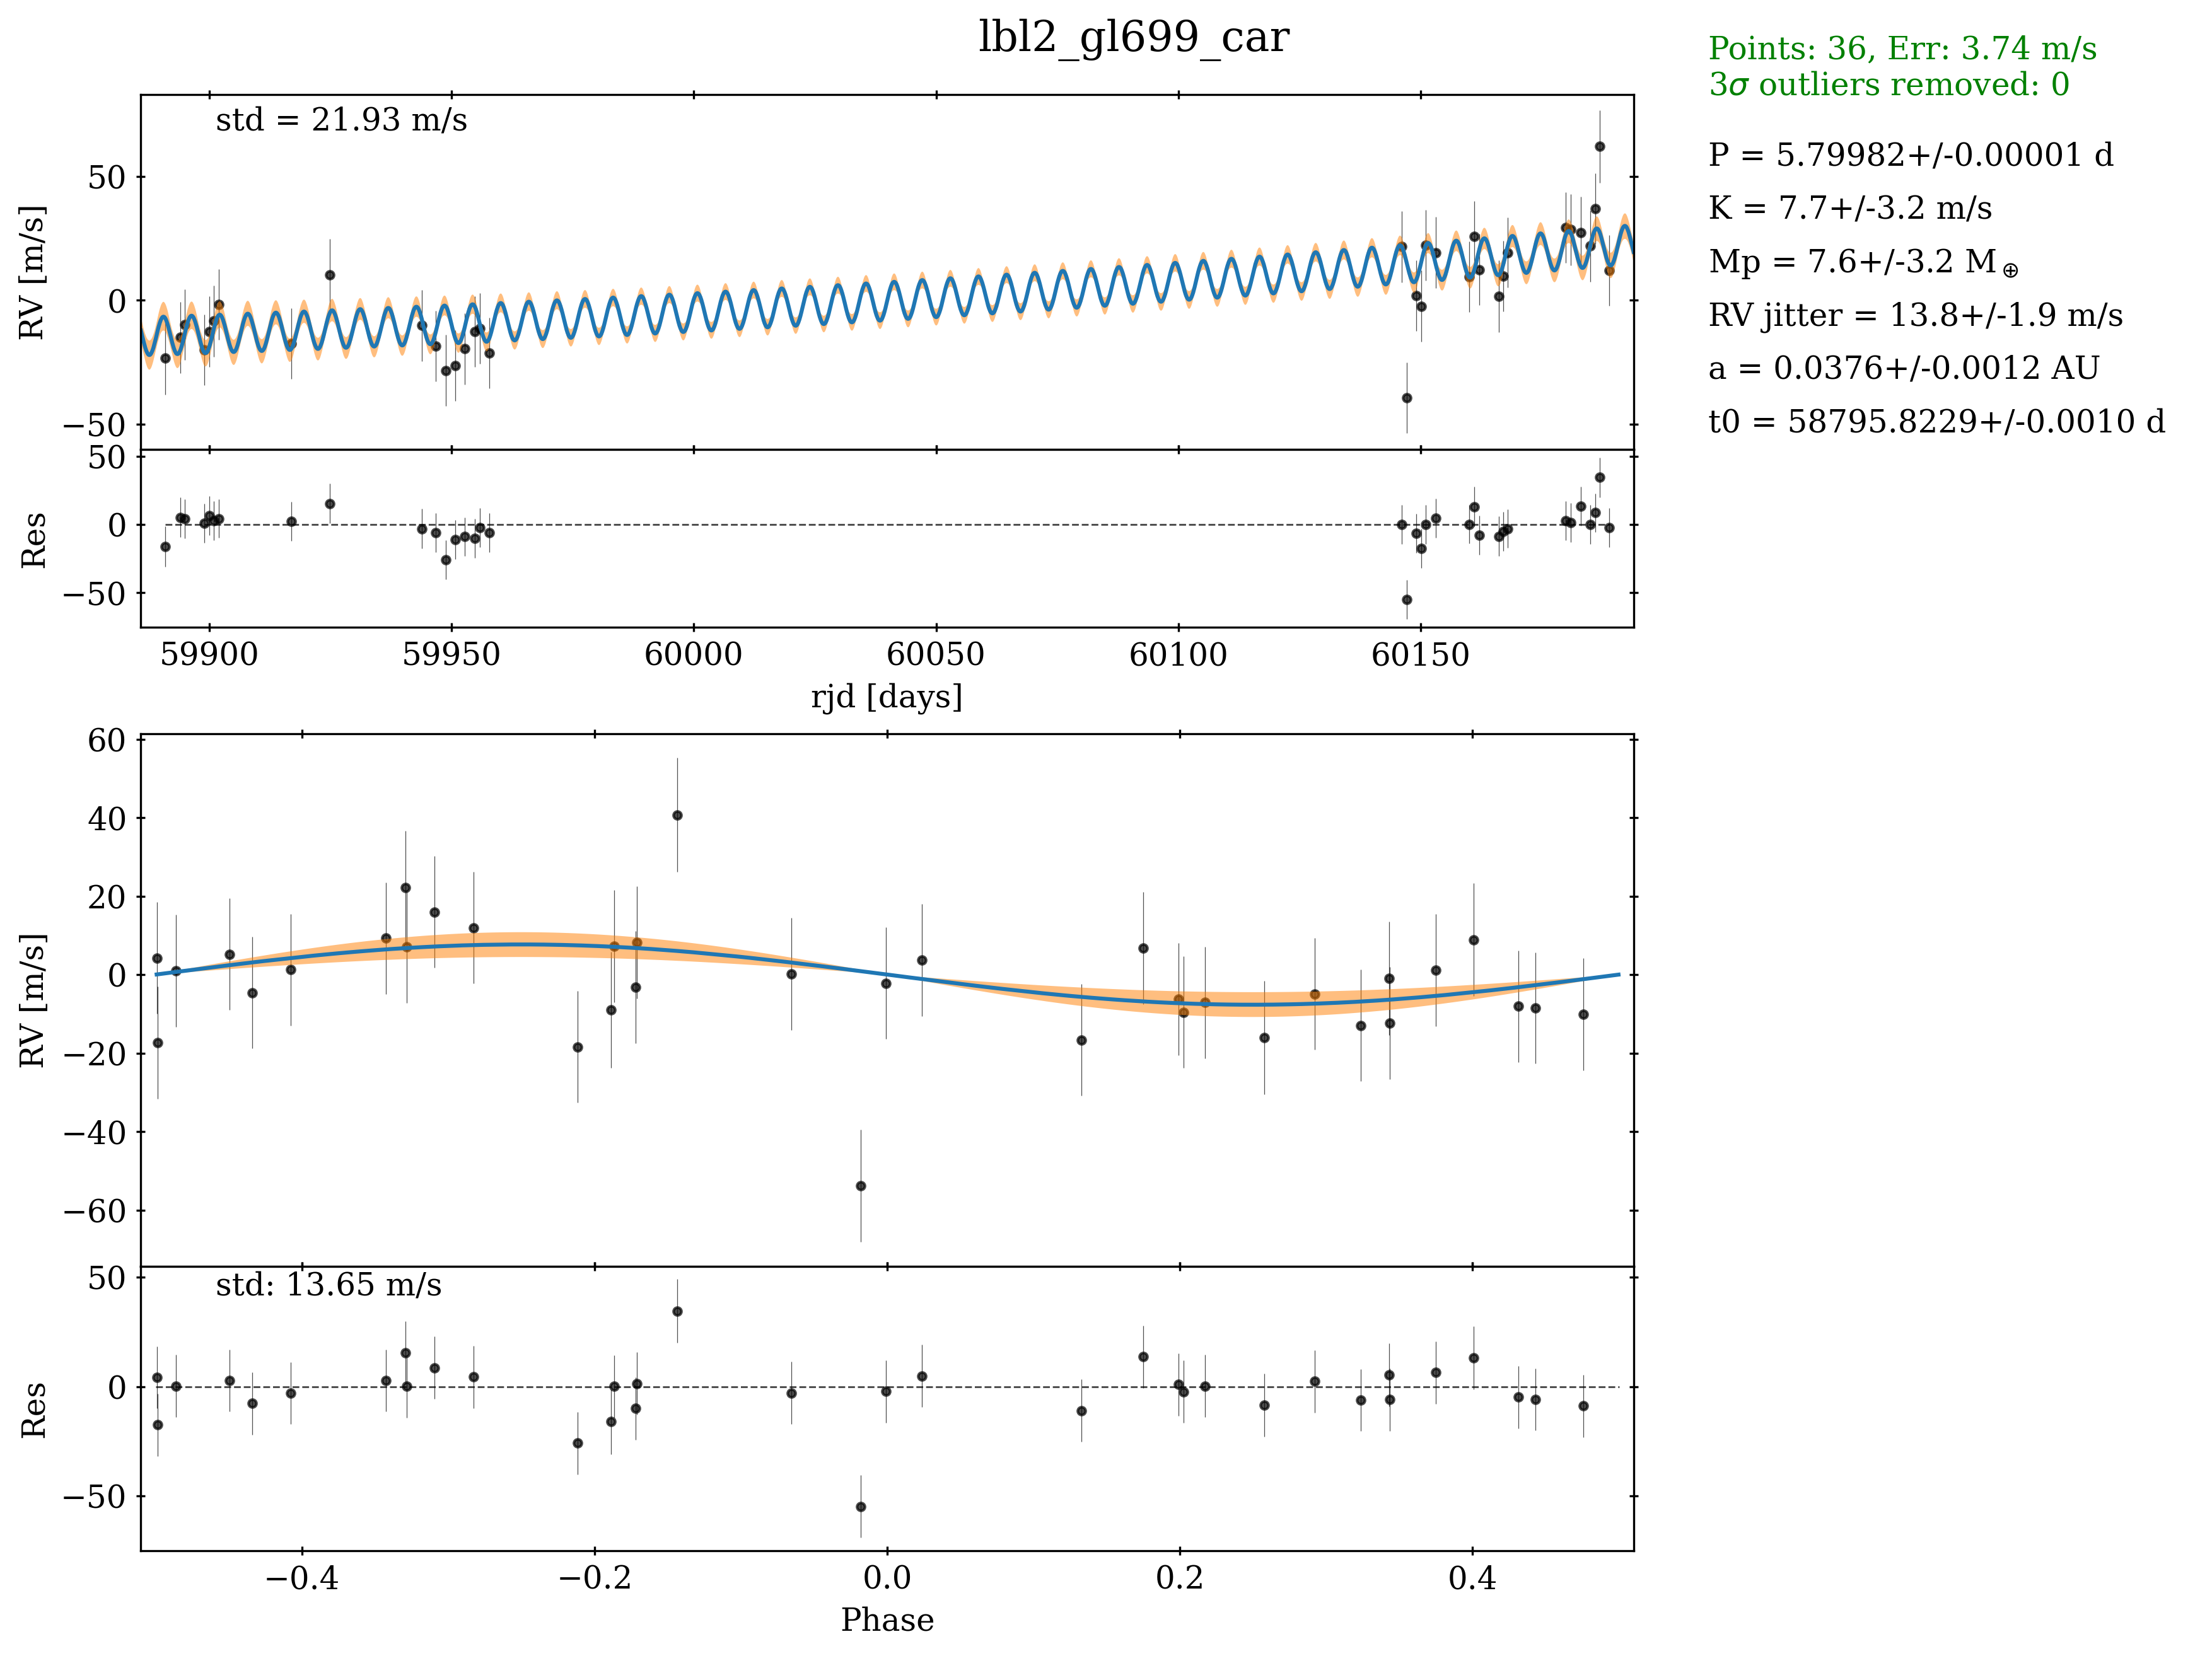 lbl2_gl699_car
Points: 36, Err: 3.74 m/s
3σ outliers removed: 0
P = 5.79982+/-0.00001 d
K = 7.7+/-3.2 m/s
Mp = 7.6+/-3.2 M⊕
RV jitter = 13.8+/-1.9 m/s
a = 0.0376+/-0.0012 AU
t0 = 58795.8229+/-0.0010 d
std = 21.93 m/s
RV [m/s]
50
0
−50
Res
50
0
−50
59900 59950 60000 60050 60100 60150
rjd [days]
RV [m/s]
60
40
20
0
−20
−40
−60
std: 13.65 m/s
Res
50
0
−50
−0.4 −0.2 0.0 0.2 0.4
Phase